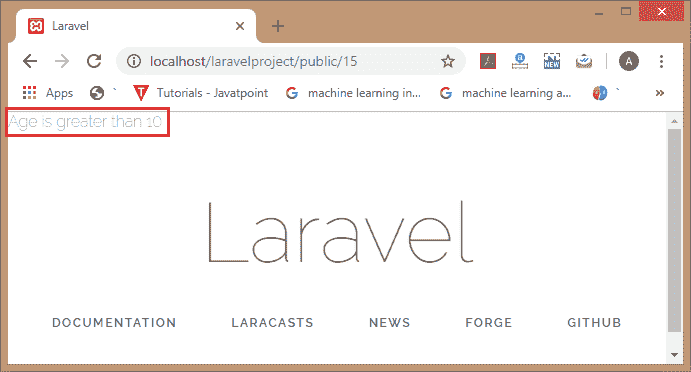 Laravel
localhost/laravelproject/public/15
A
Apps ` Tutorials - Javatpoint machine learning in... machine learning a... ` »
Age is greater than 10
Laravel
DOCUMENTATION LARACASTS NEWS FORGE GITHUB